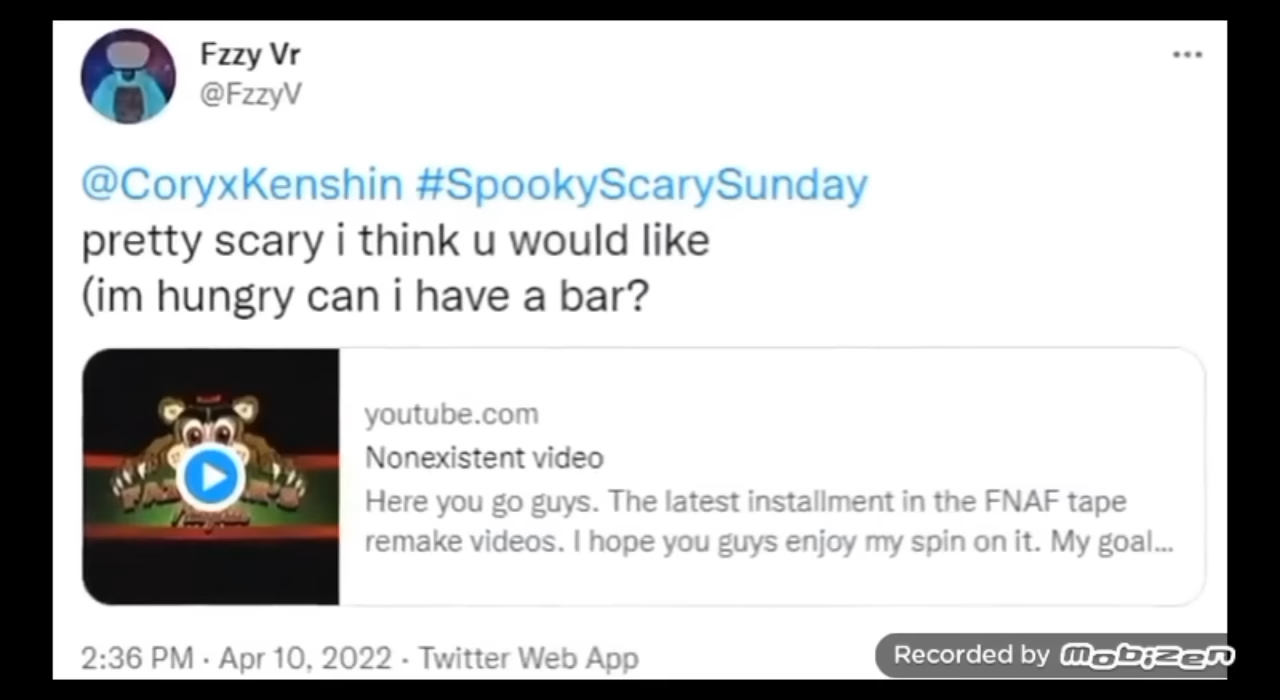 Fzzy Vr
@FzzyV
@CoryxKenshin #SpookyScarySunday
pretty scary i think u would like
(im hungry can i have a bar?
youtube.com
Nonexistent video
Here you go guys. The latest installment in the FNAF tape
remake videos. I hope you guys enjoy my spin on it. My goal...
2:36 PM · Apr 10, 2022 · Twitter Web App
Recorded by mobizen